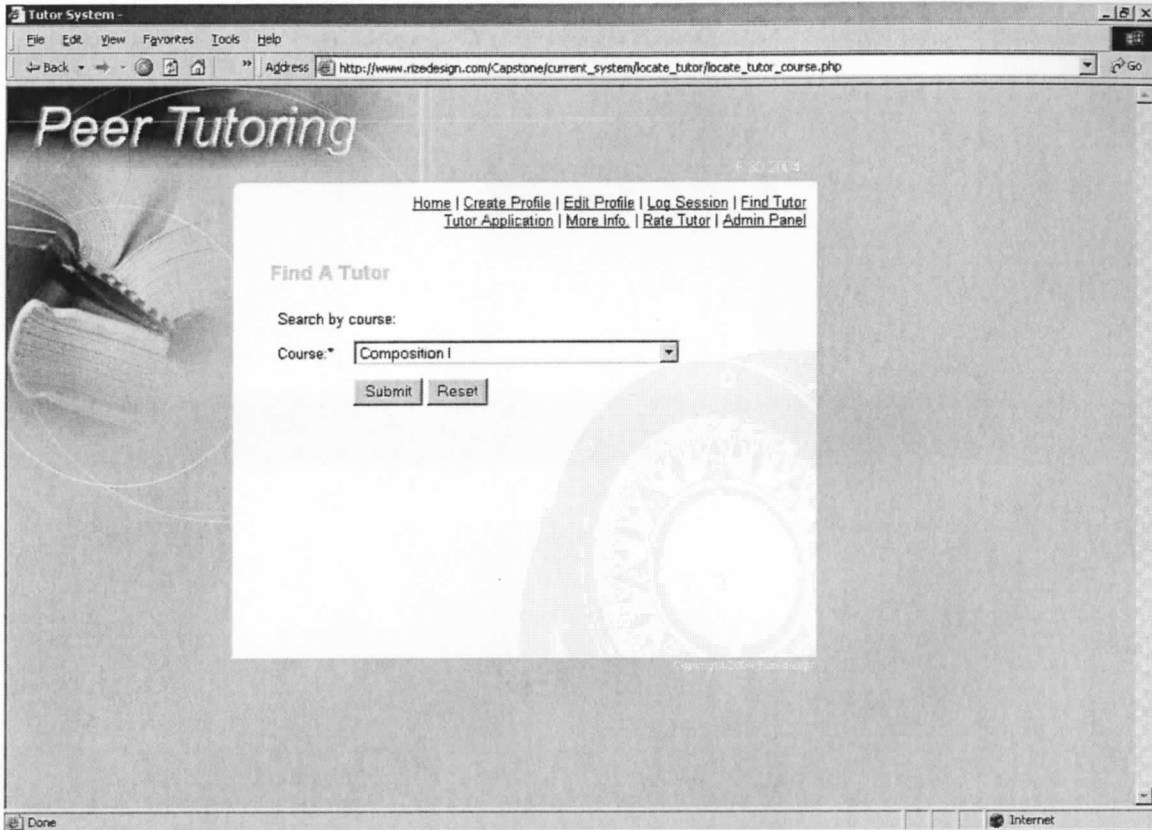 Tutor System -
File Edit View Favorites Tools Help
Back » Address http://www.rizedesign.com/Capstone/current_system/locate_tutor/locate_tutor_course.php Go
Peer Tutoring
Home | Create Profile | Edit Profile | Log Session | Find Tutor
Tutor Application | More Info. | Rate Tutor | Admin Panel
Find A Tutor
Search by course:
Course:* Composition I
Submit Reset
Done Internet